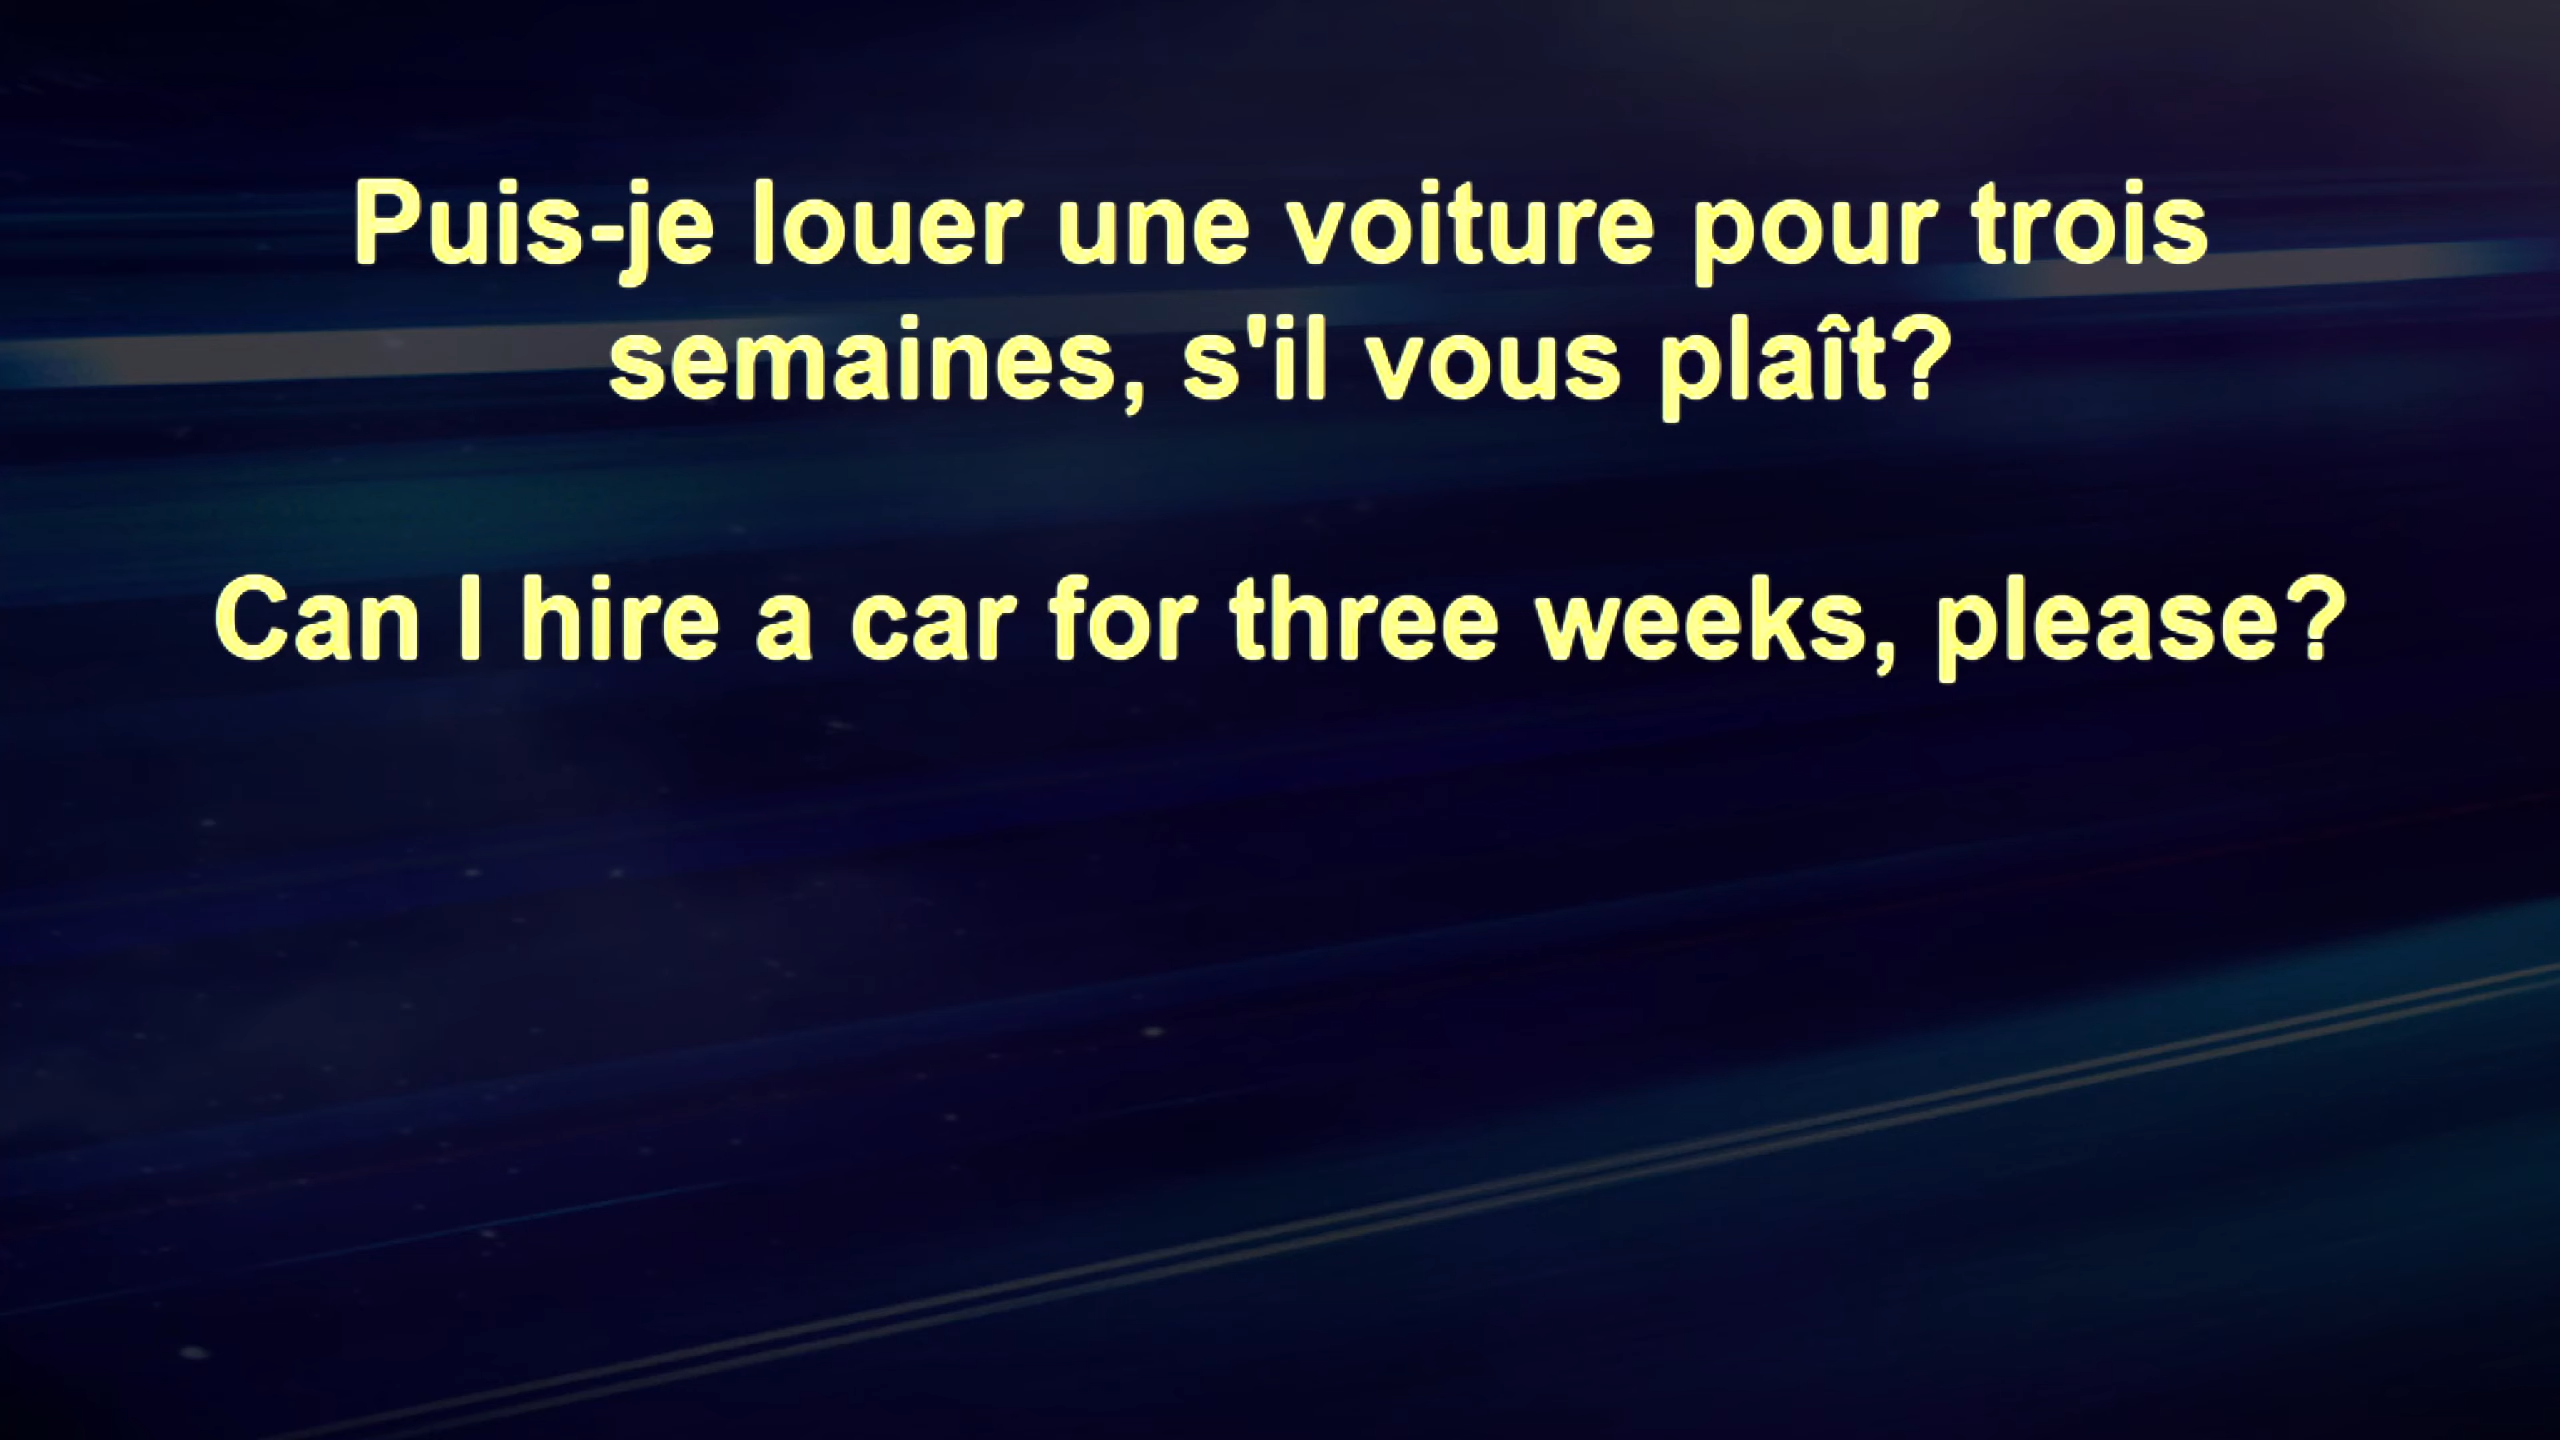 Puis-je louer une voiture pour trois
semaines, s'il vous plaît?
Can I hire a car for three weeks, please?